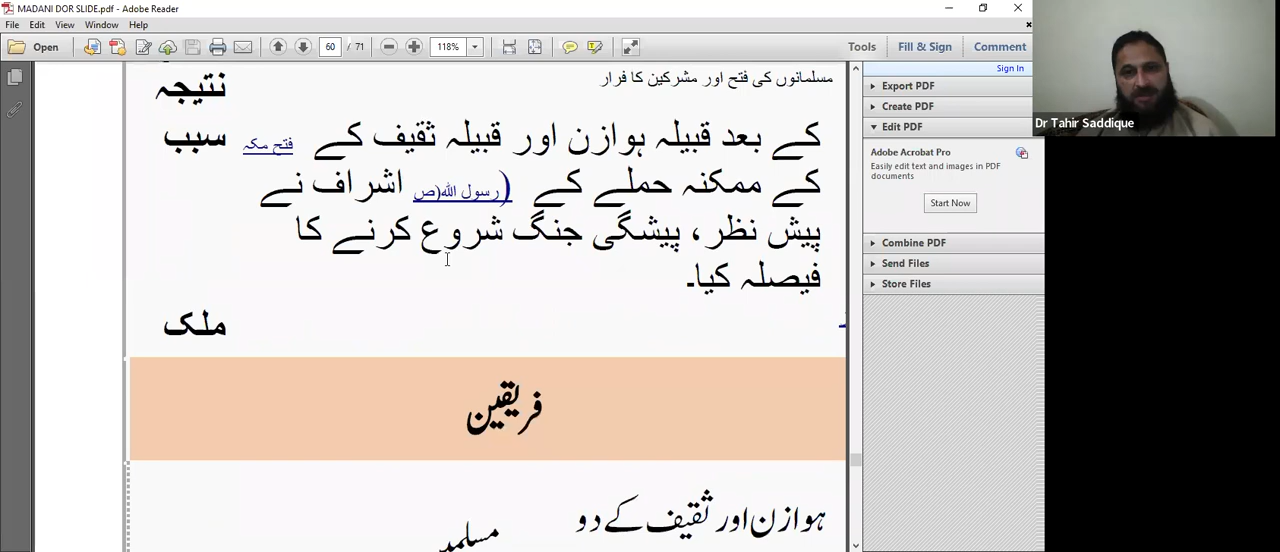 MADANI DOR SLIDE.pdf - Adobe Reader
File Edit View Window Help
Open 60 / 71 118% Tools Fill & Sign Comment
Sign In
Export PDF
Create PDF
Edit PDF
Adobe Acrobat Pro
Easily edit text and images in PDF
documents
Start Now
Combine PDF
Send Files
Store Files
Dr Tahir Saddique
مسلمانوں کی فتح اور مشرکین کا فرار
نتیجہ
کے بعد قبیلہ ہوازن اور قبیلہ ثقیف کے فتح مکہ سبب
کے ممکنہ حملے کے (رسول اللہ(ص اشراف نے
پیش نظر، پیشگی جنگ شروع کرنے کا
فیصلہ کیا۔
ملک
فریقین
ہوازن اور ثقیف کے دو